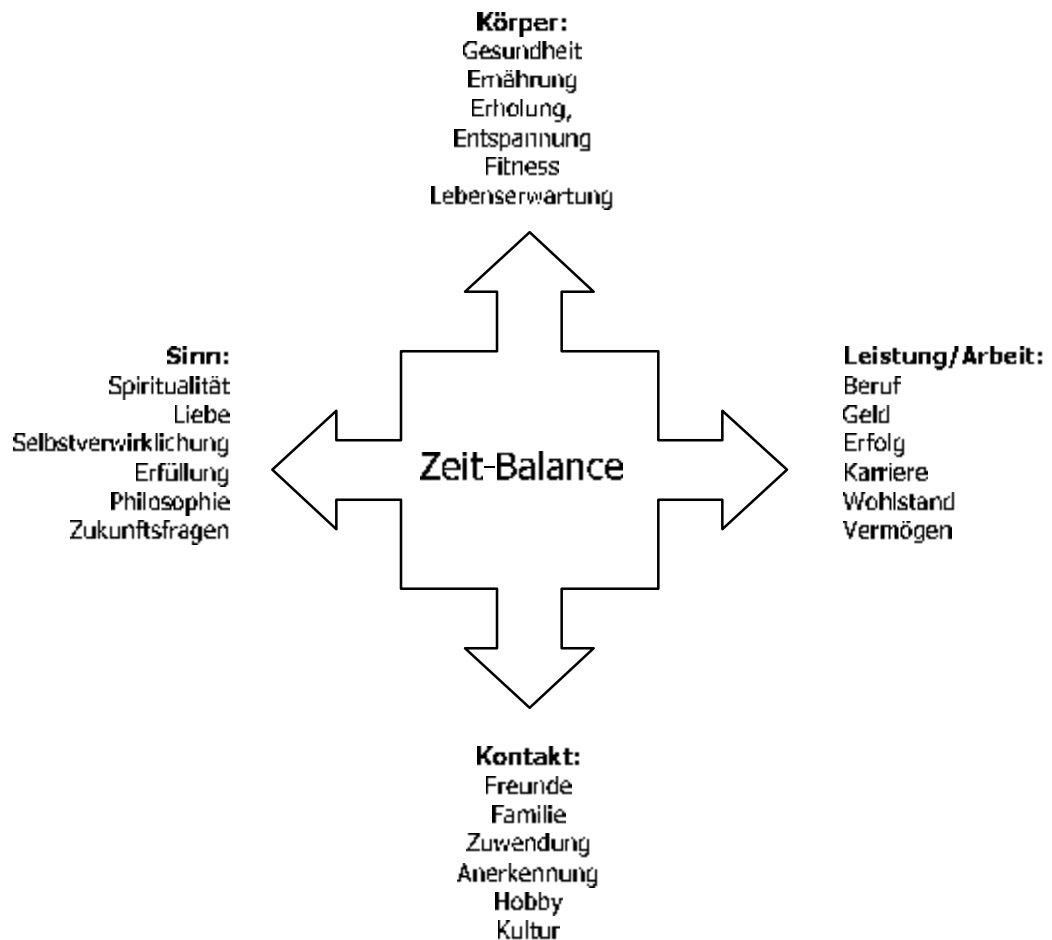 Körper:
Gesundheit
Ernährung
Erholung,
Entspannung
Fitness
Lebenserwartung
Sinn:
Spiritualität
Liebe
Selbstverwirklichung
Erfüllung
Philosophie
Zukunftsfragen
Zeit-Balance
Leistung/Arbeit:
Beruf
Geld
Erfolg
Karriere
Wohlstand
Vermögen
Kontakt:
Freunde
Familie
Zuwendung
Anerkennung
Hobby
Kultur